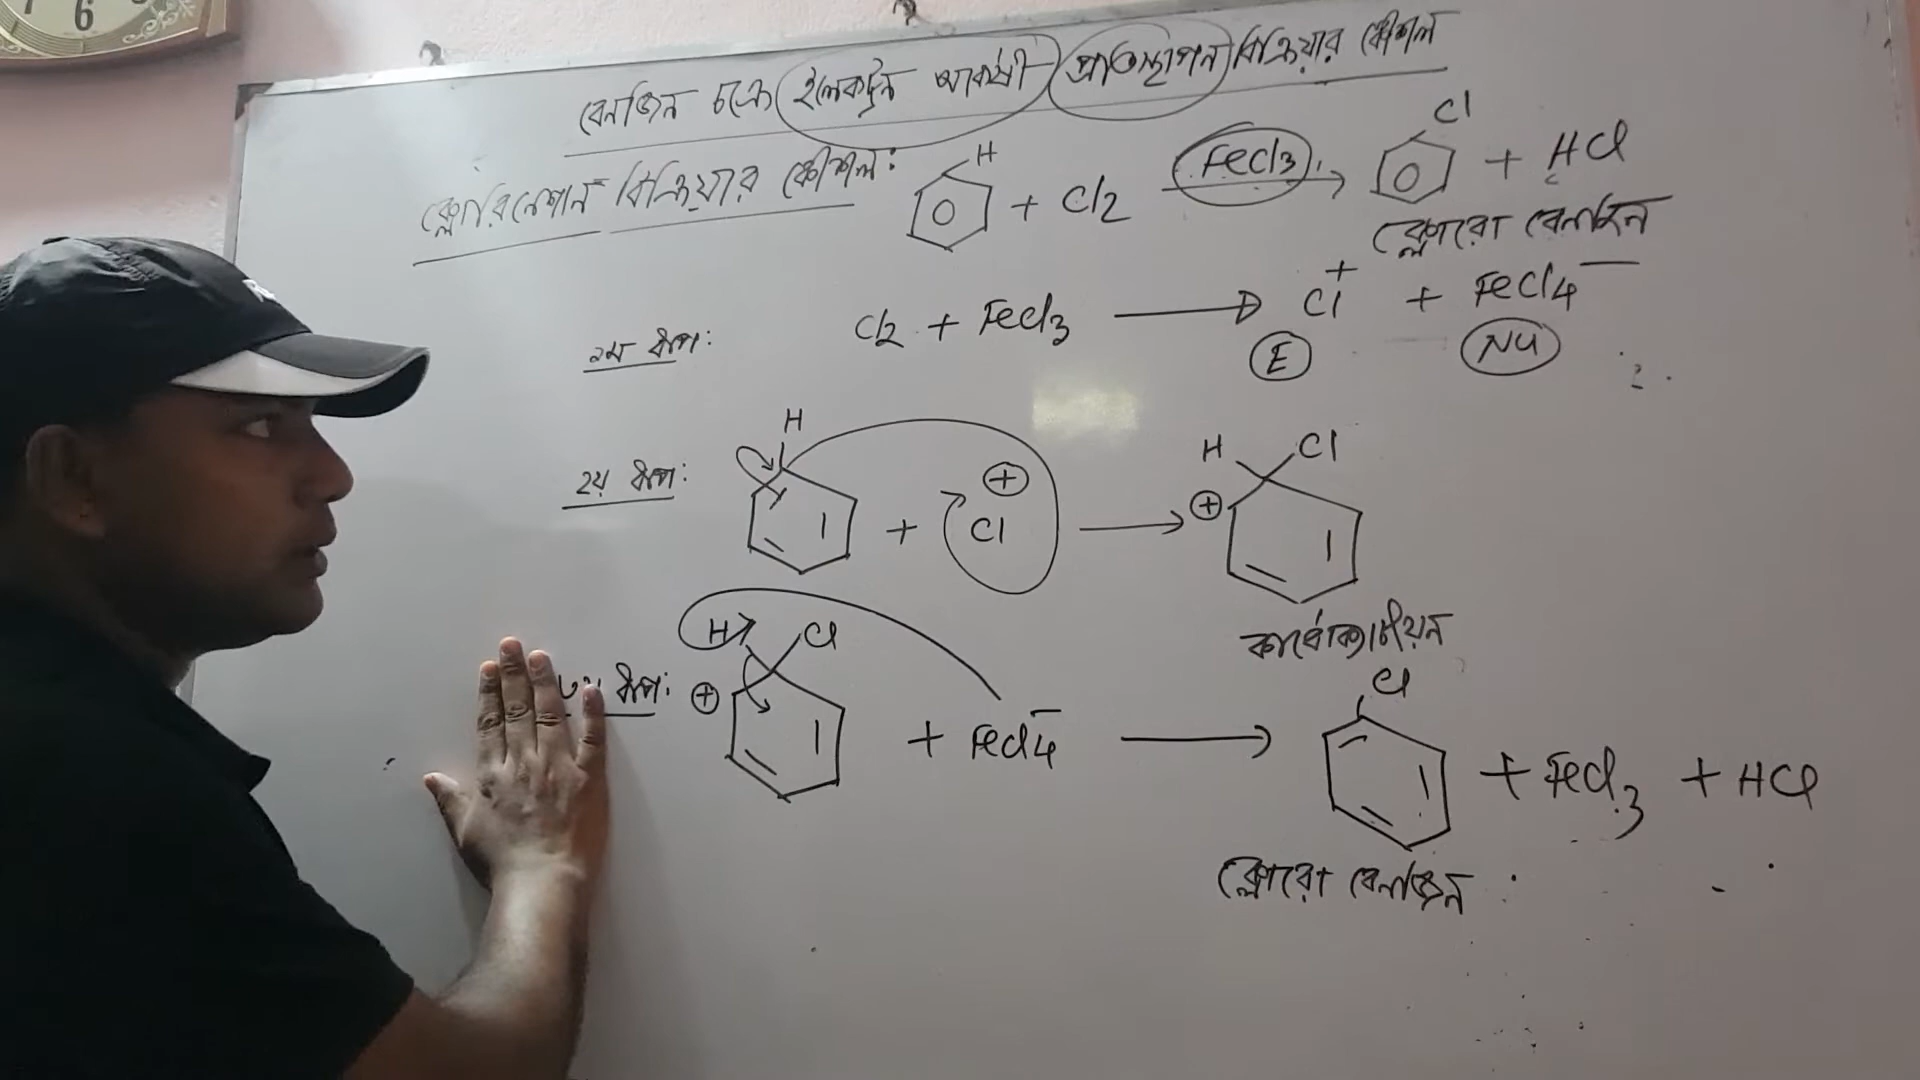 বেনজিন চক্রে ইলেকট্রন আকর্ষী প্রতিস্থাপন বিক্রিয়ার কৌশল
ক্লোরিনেশান বিক্রিয়ার কৌশল: H + Cl2 FeCl3 Cl + HCl
ক্লোরো বেনজিন
১ম ধাপ: Cl2 + FeCl3 Cl+ + FeCl4−
E Nu
২য় ধাপ: H + Cl + H Cl +
কার্বোক্যাটায়ন
৩য় ধাপ: H Cl + + FeCl4− Cl + FeCl3 + HCl
ক্লোরো বেনজিন
6